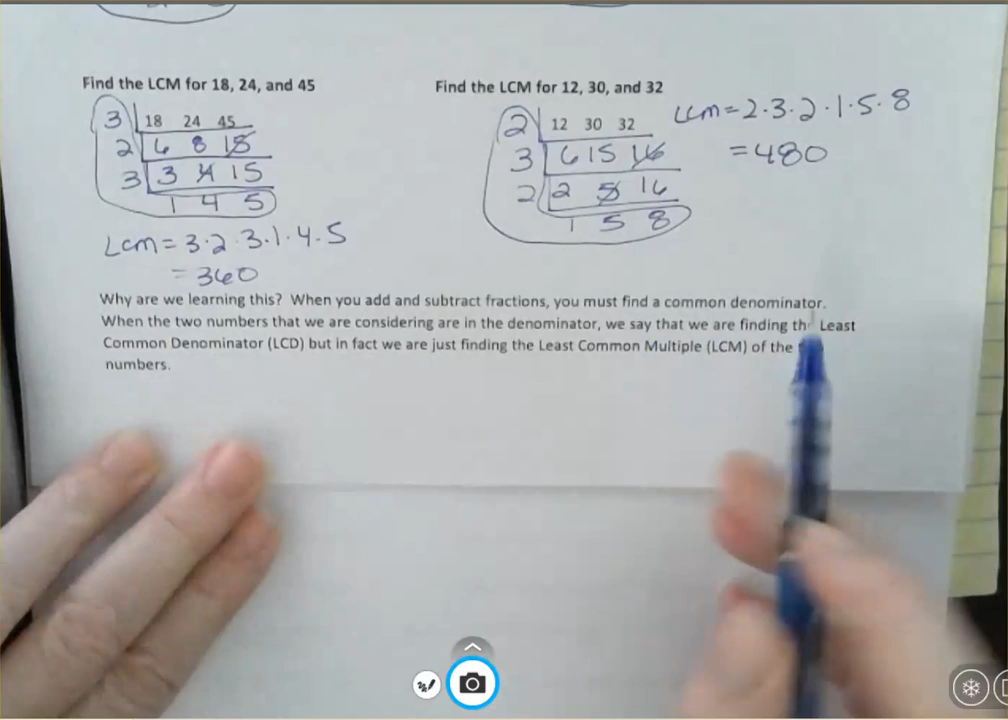 Find the LCM for 18, 24, and 45
3 18 24 45
2 6 8 15
3 3 4 15
1 4 5
LCM = 3·2·3·1·4·5
= 360
Find the LCM for 12, 30, and 32
2 12 30 32
3 6 15 16
2 2 5 16
1 5 8
LCM = 2·3·2·1·5·8
= 480
Why are we learning this? When you add and subtract fractions, you must find a common denominator.
When the two numbers that we are considering are in the denominator, we say that we are finding th Least
Common Denominator (LCD) but in fact we are just finding the Least Common Multiple (LCM) of the
numbers.